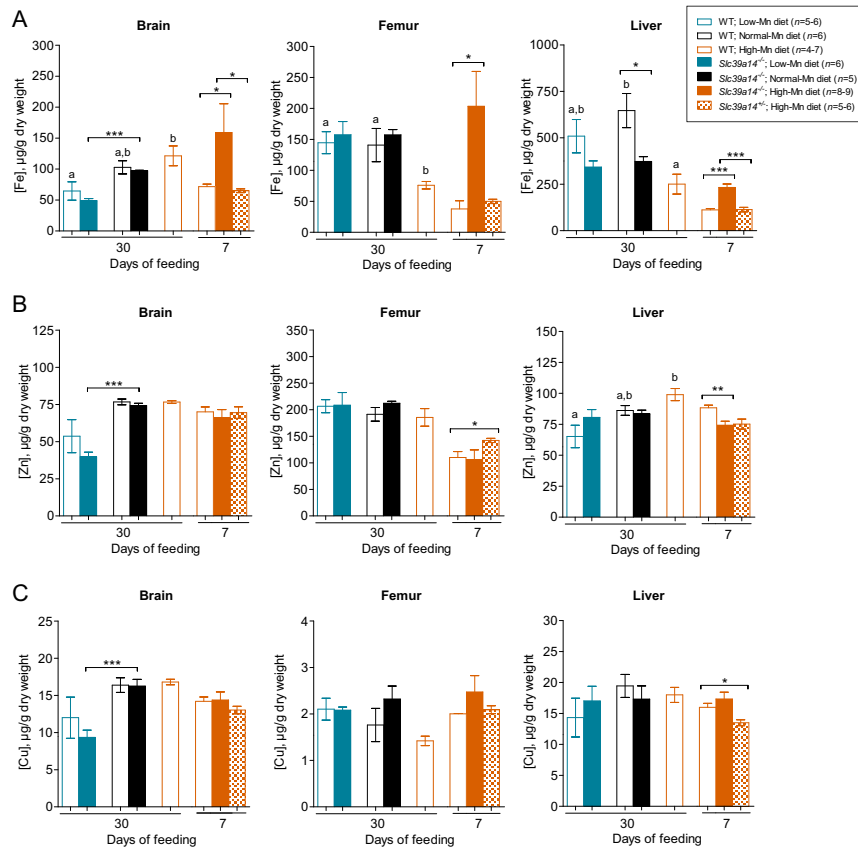 A
Brain
Femur
Liver
WT; Low-Mn diet (n=5-6)
WT; Normal-Mn diet (n=6)
WT; High-Mn diet (n=4-7)
Slc39a14-/-; Low-Mn diet (n=6)
Slc39a14-/-; Normal-Mn diet (n=5)
Slc39a14-/-; High-Mn diet (n=8-9)
Slc39a14+/-; High-Mn diet (n=5-6)
[Fe], µg/g dry weight
300
250
200
150
100
50
0
a
***
a,b
b
*
*
30
7
Days of feeding
[Fe], µg/g dry weight
300
250
200
150
100
50
0
a
a
b
*
30
7
Days of feeding
[Fe], µg/g dry weight
1000
750
500
250
0
a,b
b
*
a
***
***
30
7
Days of feeding
B
Brain
Femur
Liver
[Zn], µg/g dry weight
125
100
75
50
25
0
***
30
7
Days of feeding
[Zn], µg/g dry weight
350
300
250
200
150
100
50
0
*
30
7
Days of feeding
[Zn], µg/g dry weight
150
125
100
75
50
25
0
a
a,b
b
**
30
7
Days of feeding
C
Brain
Femur
Liver
[Cu], µg/g dry weight
25
20
15
10
5
0
***
30
7
Days of feeding
[Cu], µg/g dry weight
4
3
2
1
0
30
7
Days of feeding
[Cu], µg/g dry weight
30
25
20
15
10
5
0
*
30
7
Days of feeding